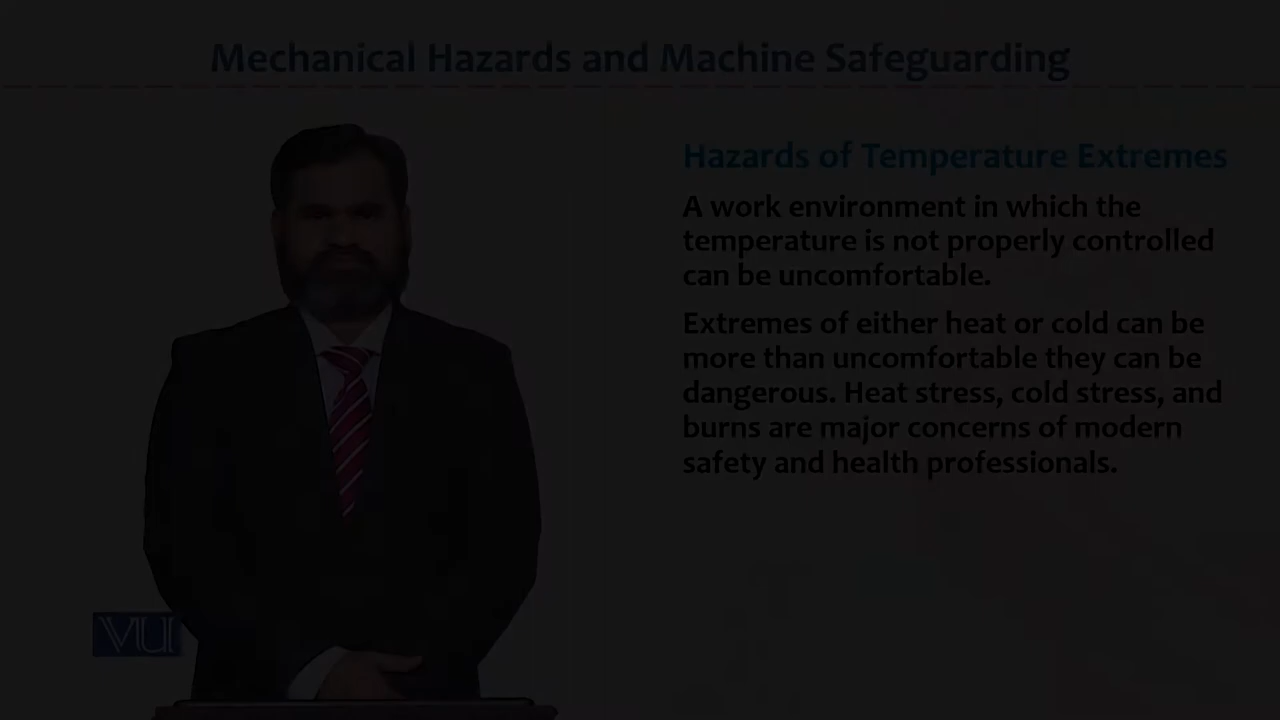 Mechanical Hazards and Machine Safeguarding
Hazards of Temperature Extremes
A work environment in which the
temperature is not properly controlled
can be uncomfortable.
Extremes of either heat or cold can be
more than uncomfortable they can be
dangerous. Heat stress, cold stress, and
burns are major concerns of modern
safety and health professionals.
VU